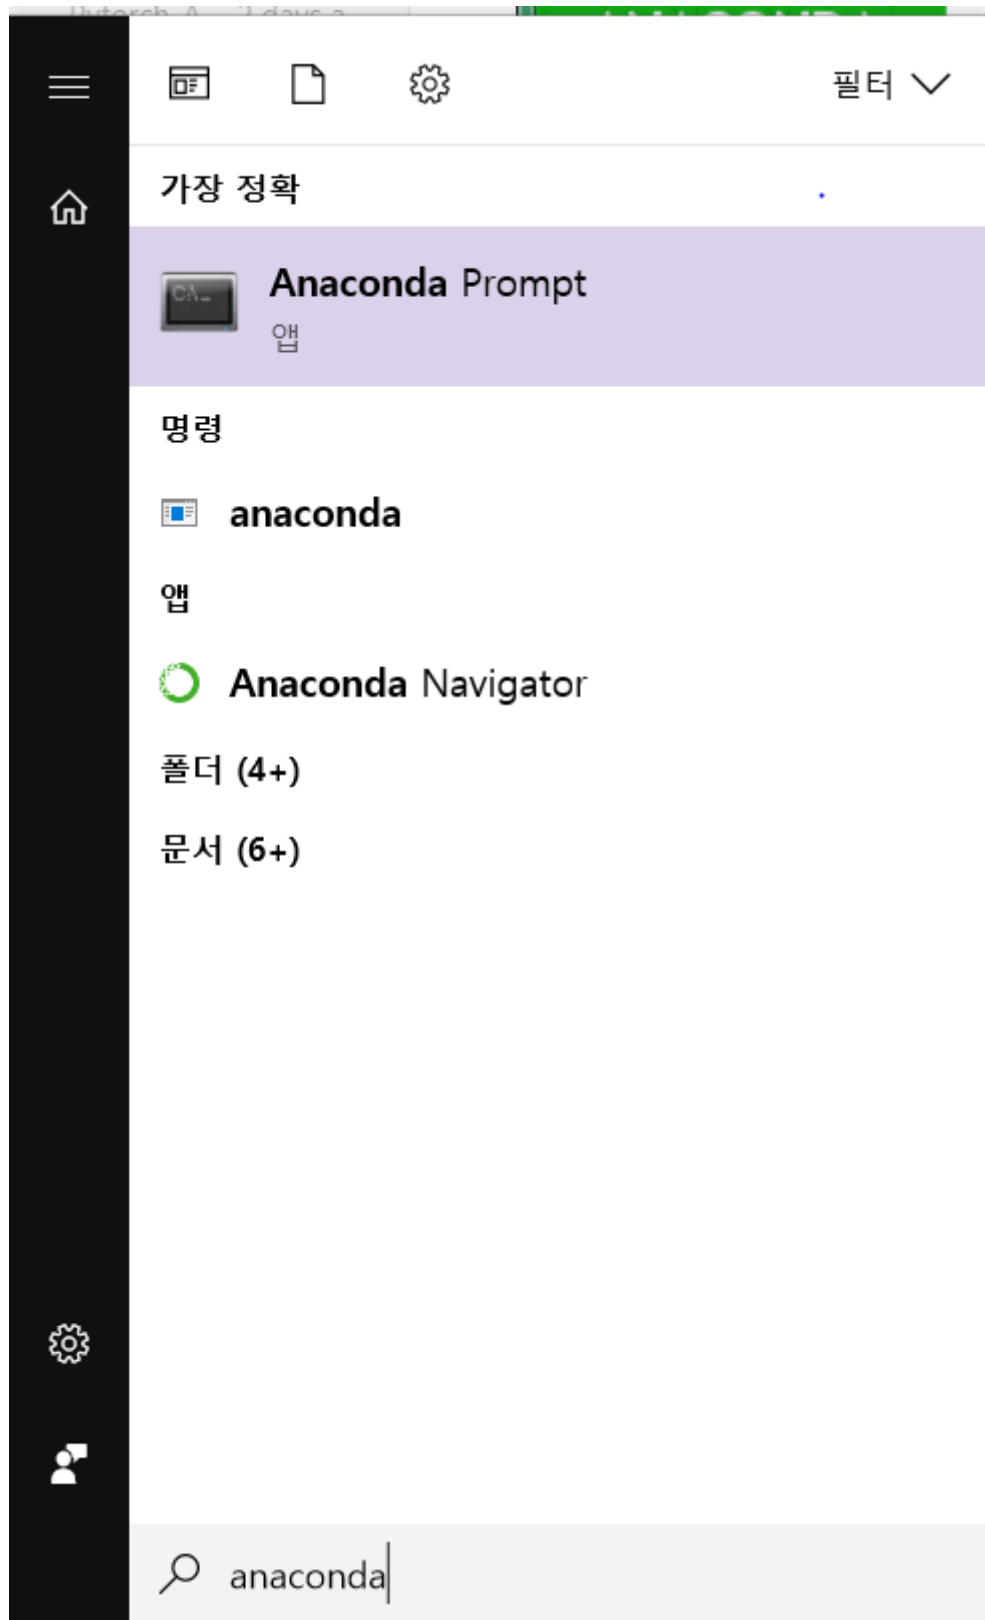 필터
가장 정확
C:\_
Anaconda Prompt
앱
명령
anaconda
앱
Anaconda Navigator
폴더 (4+)
문서 (6+)
anaconda